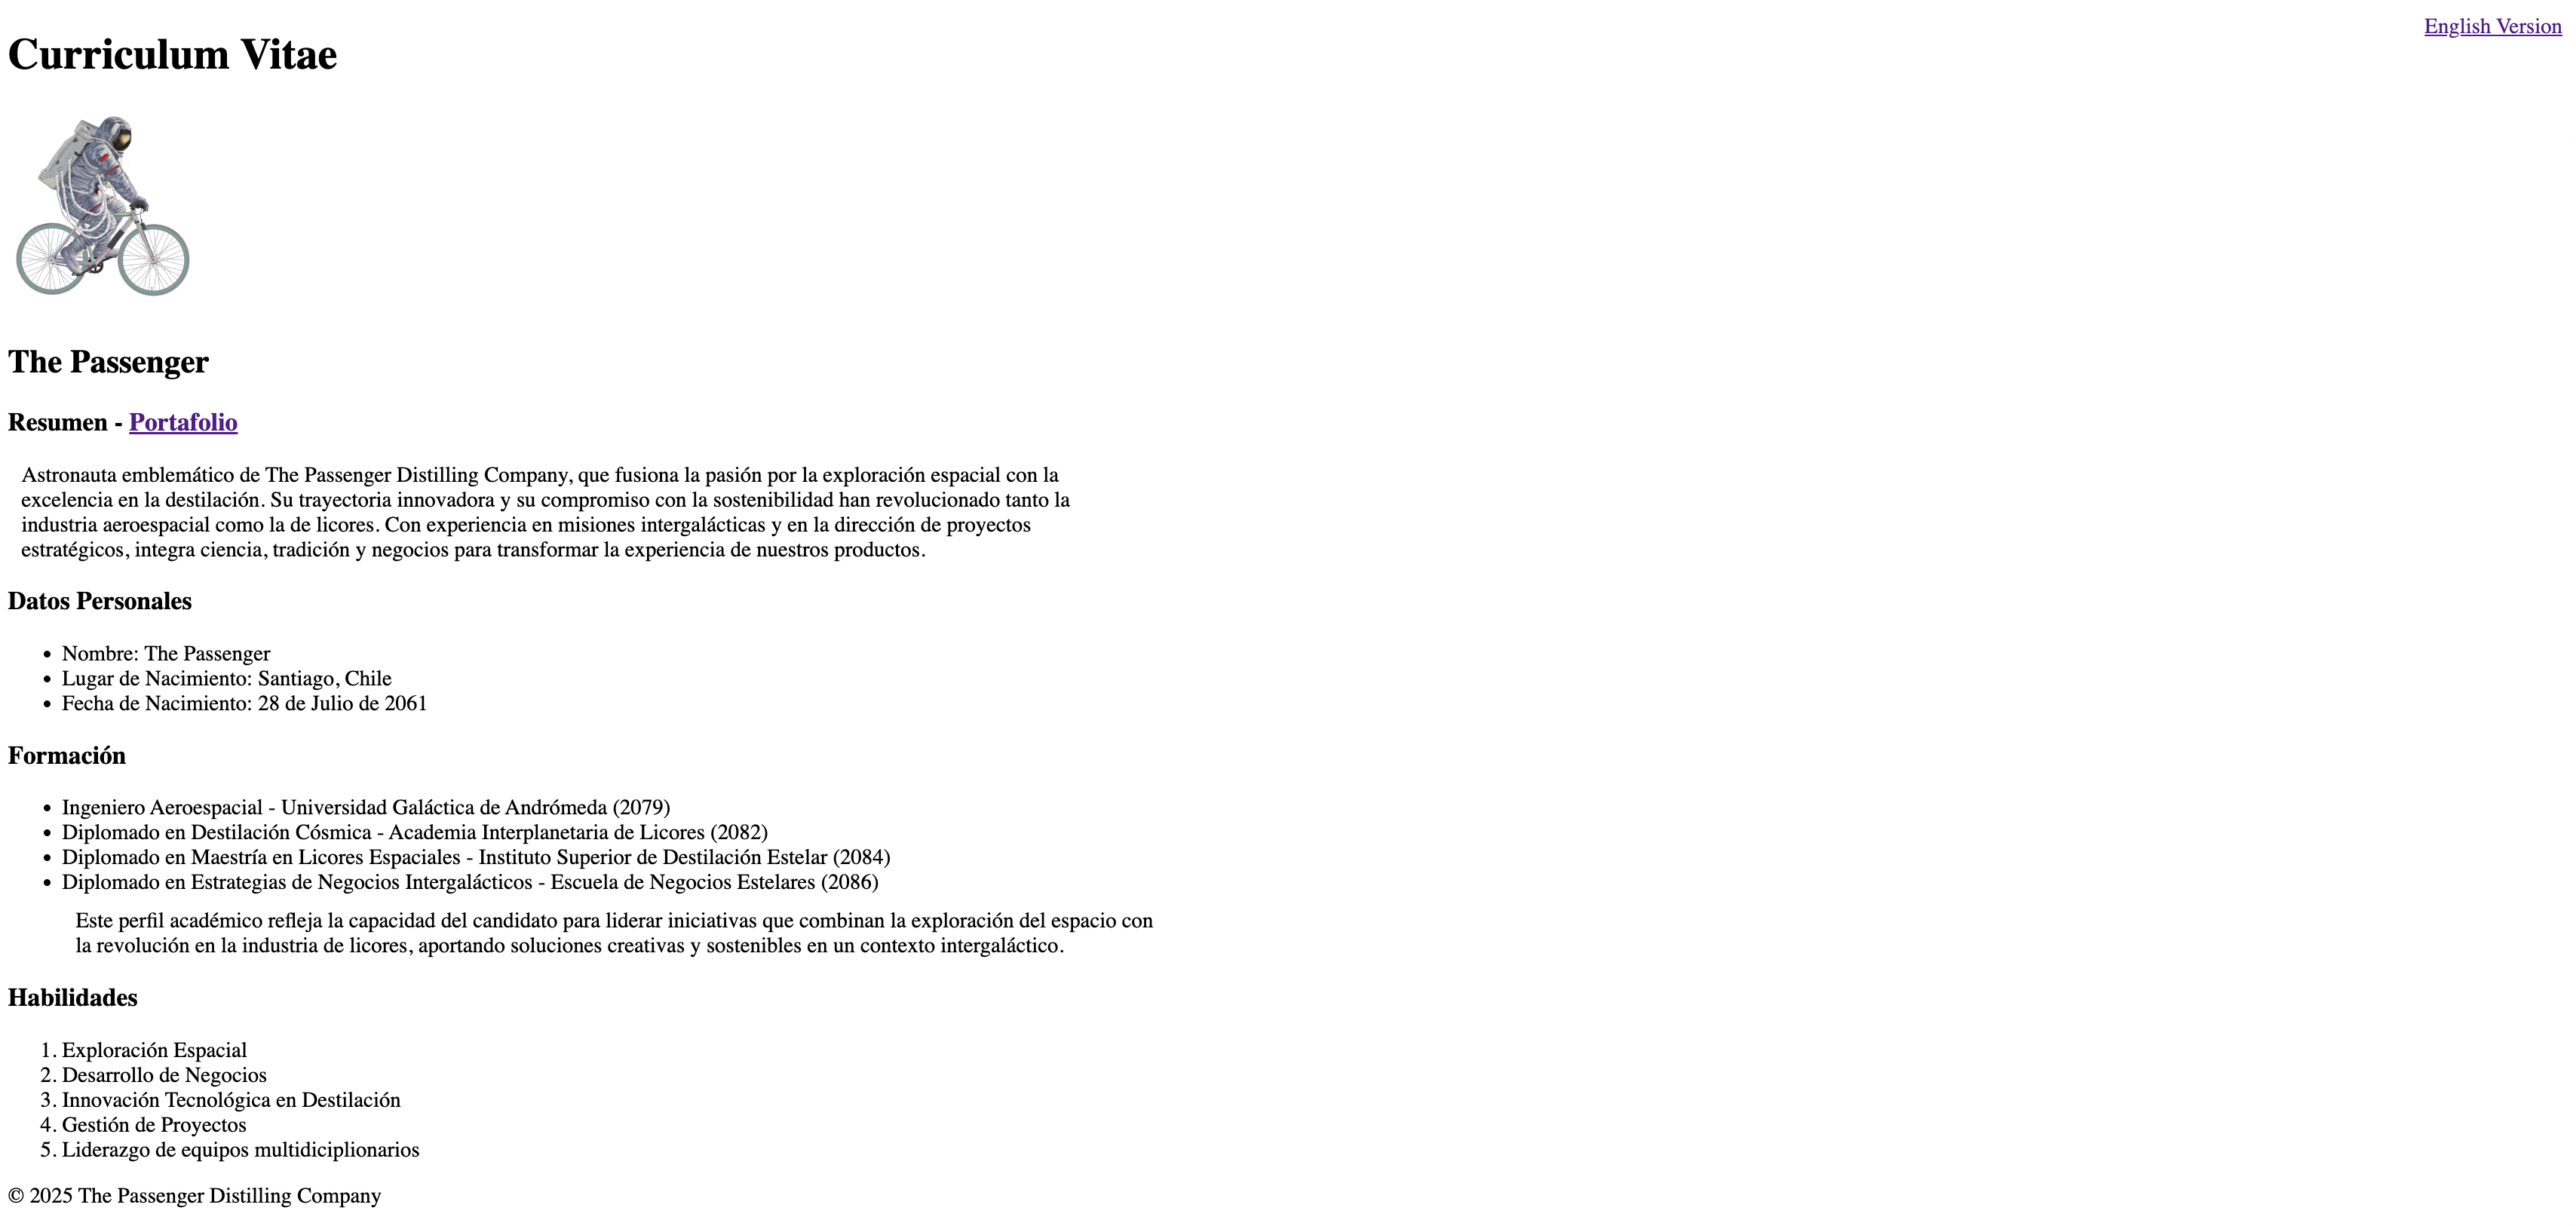 English Version
Curriculum Vitae
The Passenger
Resumen - Portafolio
Astronauta emblemático de The Passenger Distilling Company, que fusiona la pasión por la exploración espacial con la
excelencia en la destilación. Su trayectoria innovadora y su compromiso con la sostenibilidad han revolucionado tanto la
industria aeroespacial como la de licores. Con experiencia en misiones intergalácticas y en la dirección de proyectos
estratégicos, integra ciencia, tradición y negocios para transformar la experiencia de nuestros productos.
Datos Personales
• Nombre: The Passenger
• Lugar de Nacimiento: Santiago, Chile
• Fecha de Nacimiento: 28 de Julio de 2061
Formación
• Ingeniero Aeroespacial - Universidad Galáctica de Andrómeda (2079)
• Diplomado en Destilación Cósmica - Academia Interplanetaria de Licores (2082)
• Diplomado en Maestría en Licores Espaciales - Instituto Superior de Destilación Estelar (2084)
• Diplomado en Estrategias de Negocios Intergalácticos - Escuela de Negocios Estelares (2086)
Este perfil académico refleja la capacidad del candidato para liderar iniciativas que combinan la exploración del espacio con
la revolución en la industria de licores, aportando soluciones creativas y sostenibles en un contexto intergaláctico.
Habilidades
1. Exploración Espacial
2. Desarrollo de Negocios
3. Innovación Tecnológica en Destilación
4. Gestión de Proyectos
5. Liderazgo de equipos multidiciplionarios
© 2025 The Passenger Distilling Company